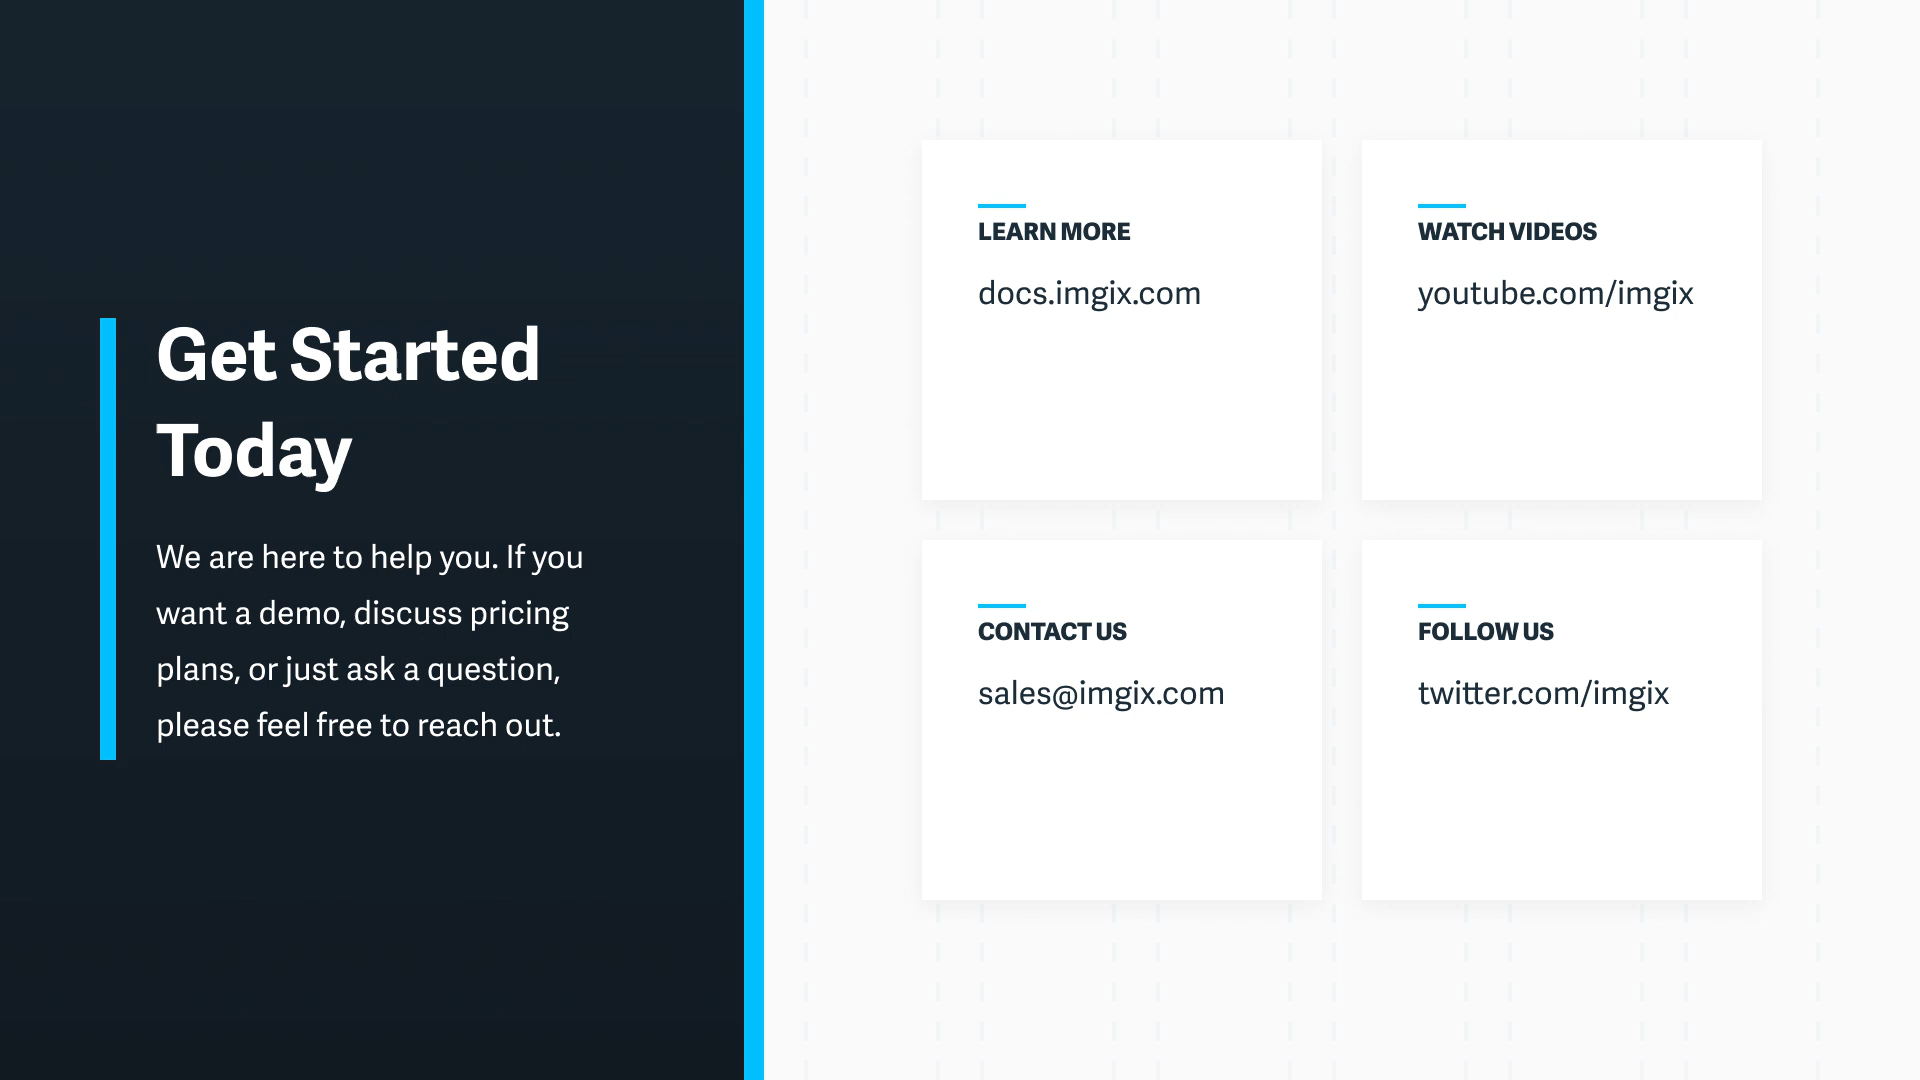 Get Started
Today
We are here to help you. If you
want a demo, discuss pricing
plans, or just ask a question,
please feel free to reach out.
LEARN MORE
docs.imgix.com
WATCH VIDEOS
youtube.com/imgix
CONTACT US
sales@imgix.com
FOLLOW US
twitter.com/imgix